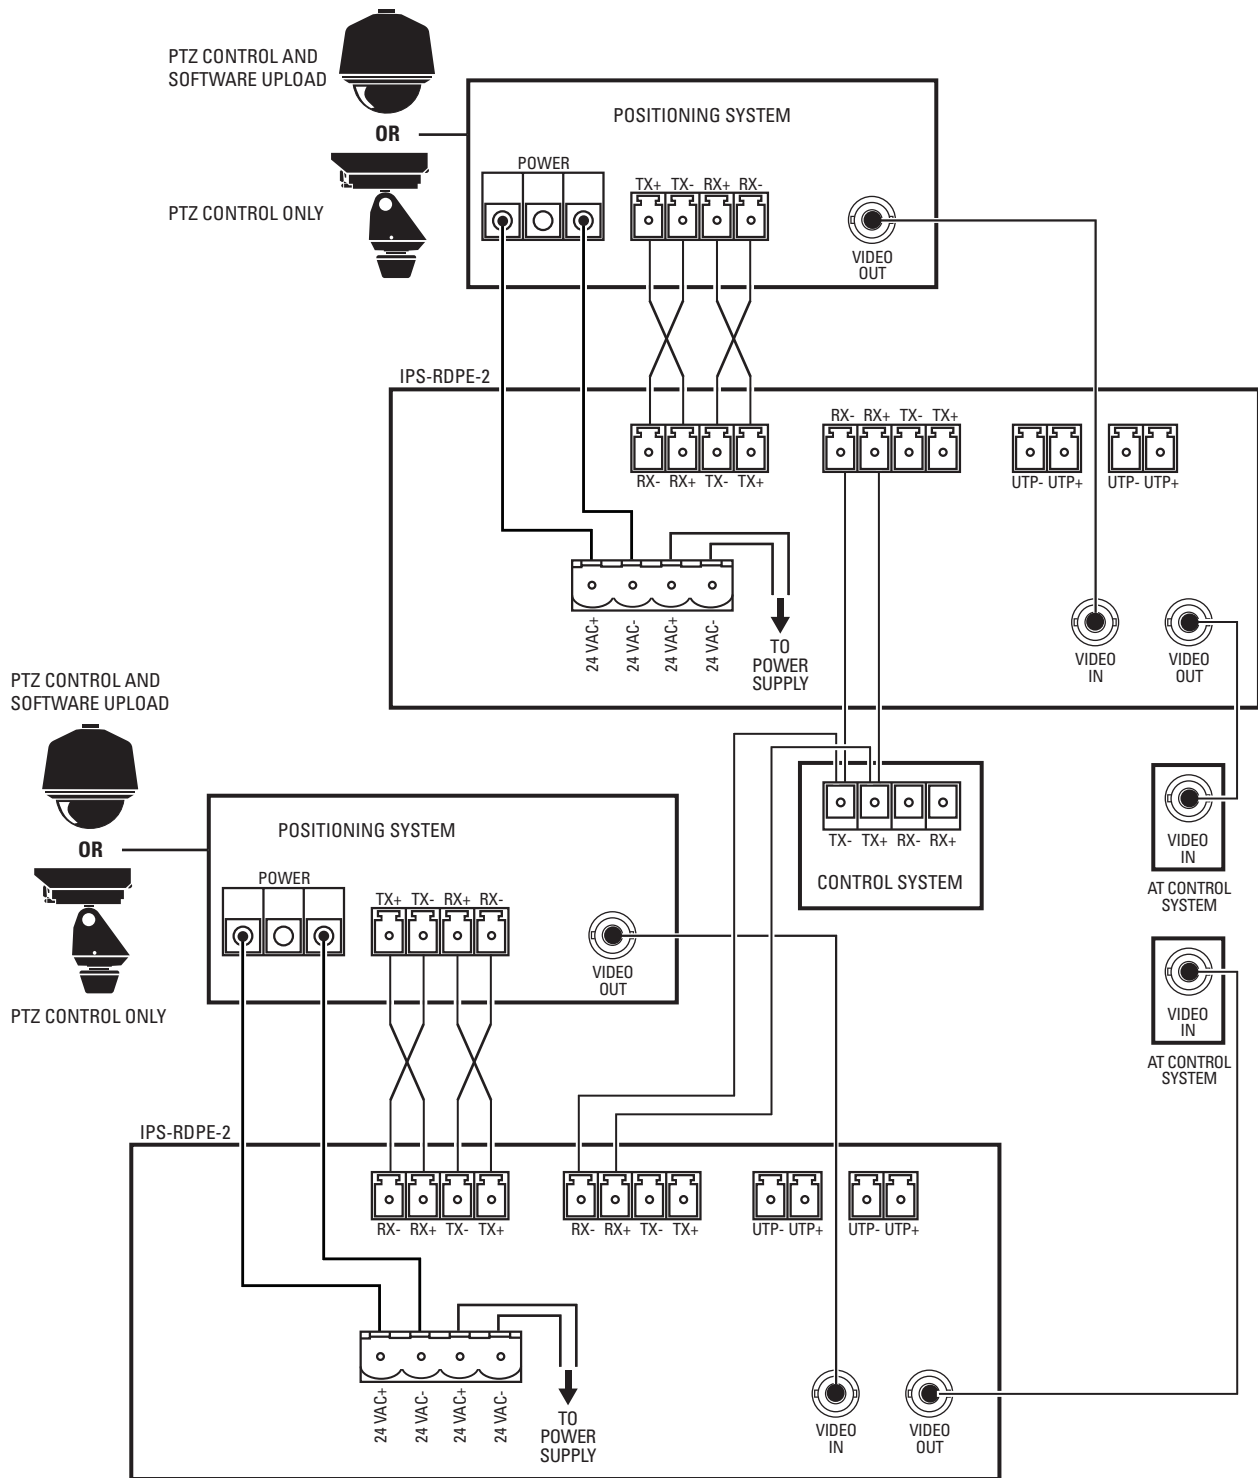 PTZ CONTROL AND
SOFTWARE UPLOAD
OR
PTZ CONTROL ONLY
POSITIONING SYSTEM
POWER
TX+ TX- RX+ RX-
VIDEO
OUT
IPS-RDPE-2
RX- RX+ TX- TX+
RX- RX+ TX- TX+
UTP- UTP+
UTP- UTP+
24 VAC+
24 VAC-
24 VAC+
24 VAC-
TO
POWER
SUPPLY
VIDEO
IN
VIDEO
OUT
PTZ CONTROL AND
SOFTWARE UPLOAD
OR
PTZ CONTROL ONLY
POSITIONING SYSTEM
POWER
TX+ TX- RX+ RX-
VIDEO
OUT
TX- TX+ RX- RX+
CONTROL SYSTEM
VIDEO
IN
AT CONTROL
SYSTEM
VIDEO
IN
AT CONTROL
SYSTEM
IPS-RDPE-2
RX- RX+ TX- TX+
RX- RX+ TX- TX+
UTP- UTP+
UTP- UTP+
24 VAC+
24 VAC-
24 VAC+
24 VAC-
TO
POWER
SUPPLY
VIDEO
IN
VIDEO
OUT